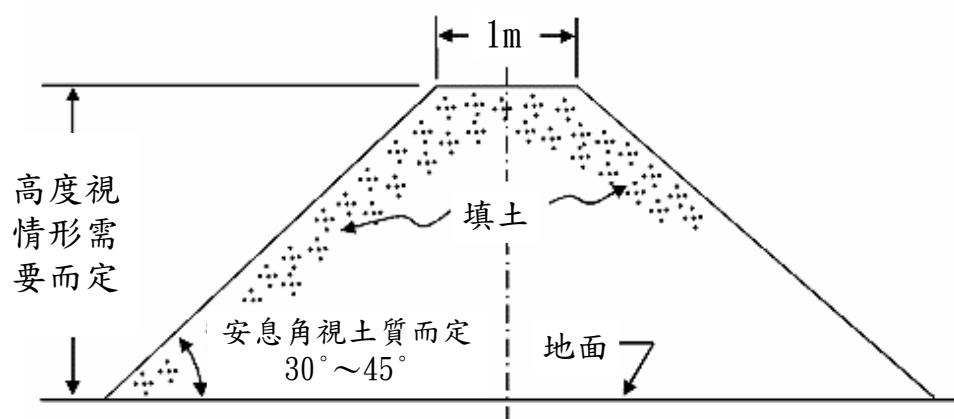 1m
高度視
情形需
要而定
填土
安息角視土質而定
30°～45°
地面